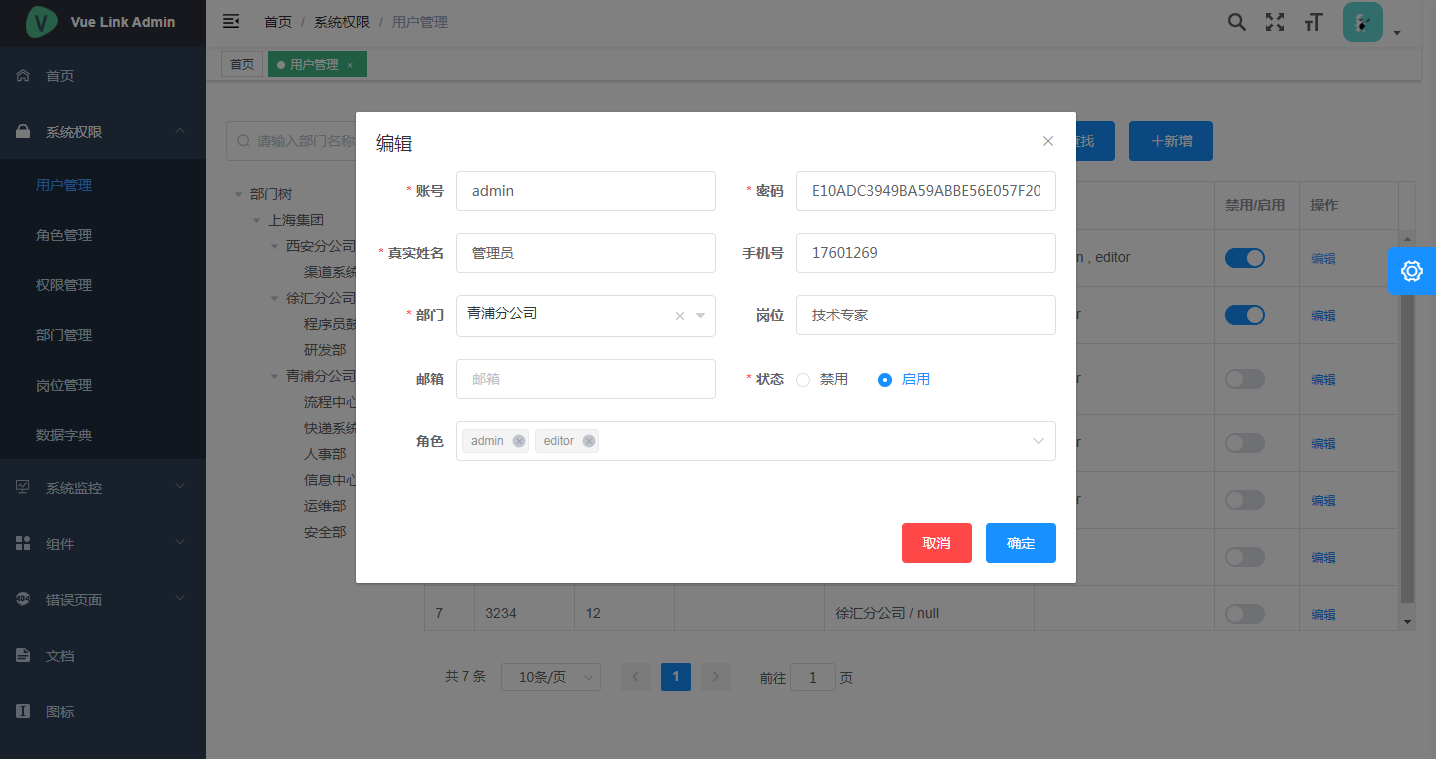 Vue Link Admin
首页 / 系统权限 / 用户管理
首页 用户管理 ×
首页
系统权限
用户管理
角色管理
权限管理
部门管理
岗位管理
数据字典
系统监控
组件
错误页面
文档
图标
请输入部门名称
找 新增
部门树
上海集团
西安分公司
渠道系统
徐汇分公司
程序员鼓
研发部
青浦分公司
流程中心
快递系统
人事部
信息中心
运维部
安全部
编辑
* 账号 admin
* 密码 E10ADC3949BA59ABBE56E057F20
* 真实姓名 管理员
手机号 17601269
* 部门 青浦分公司
岗位 技术专家
邮箱 邮箱
* 状态 禁用 启用
角色 admin editor
取消 确定
禁用/启用 操作
n , editor 编辑
r 编辑
r 编辑
编辑
r 编辑
编辑
7 3234 12 徐汇分公司 / null 编辑
共 7 条 10条/页 1 前往 1 页